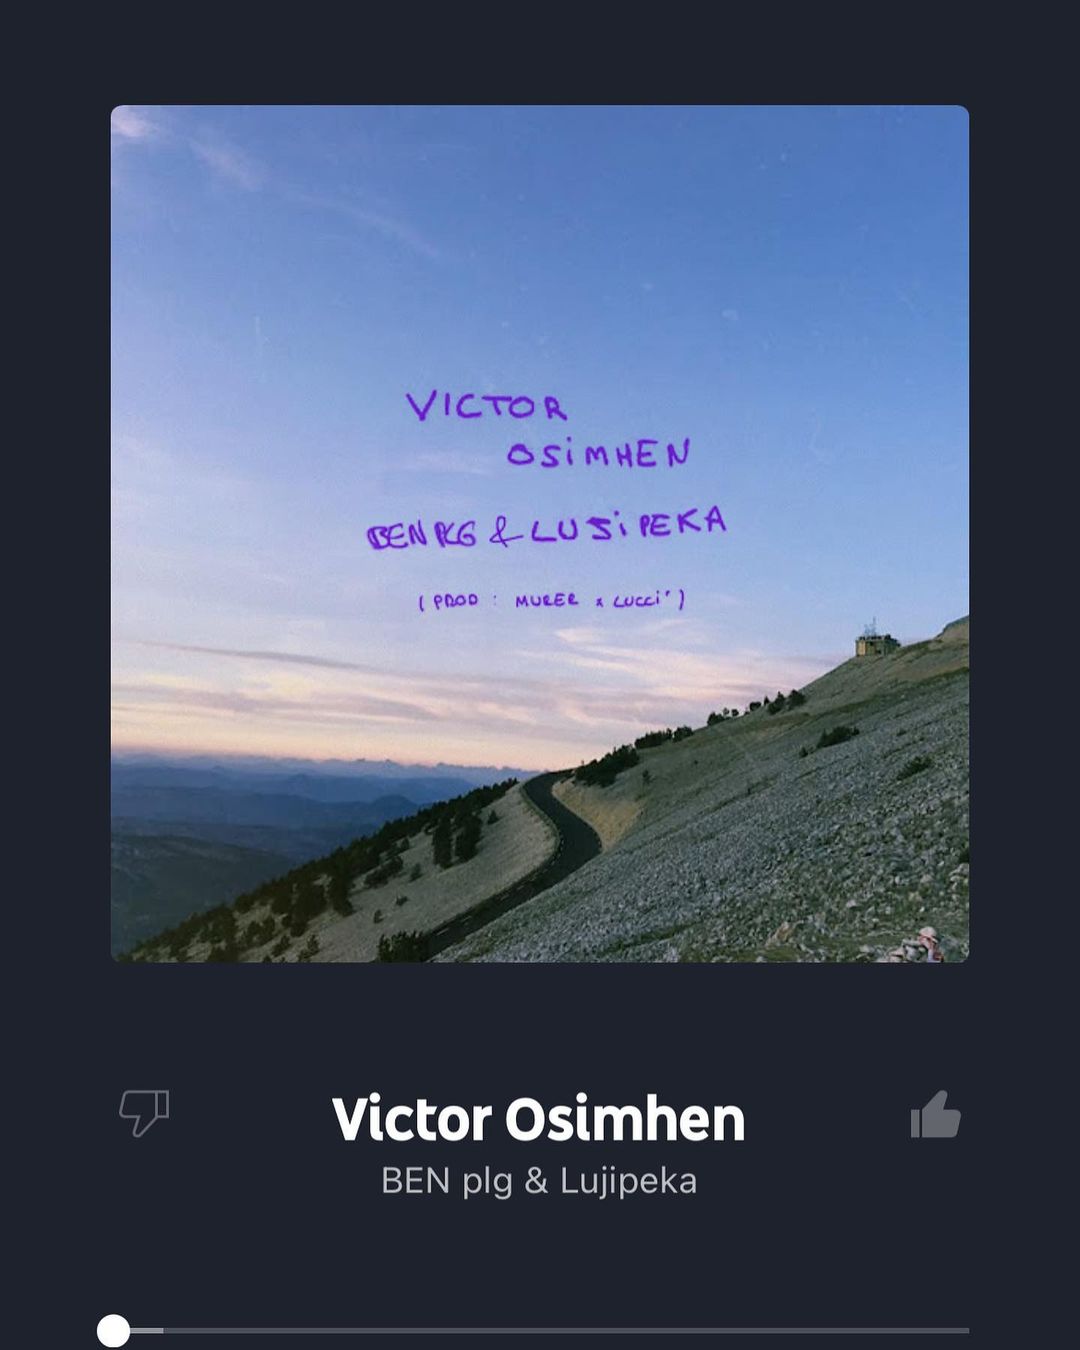 VICTOR
OSiMHEN
BEN PLG & LUJiPEKA
( PROD : MURER x LUCCi' )
Victor Osimhen
BEN plg & Lujipeka